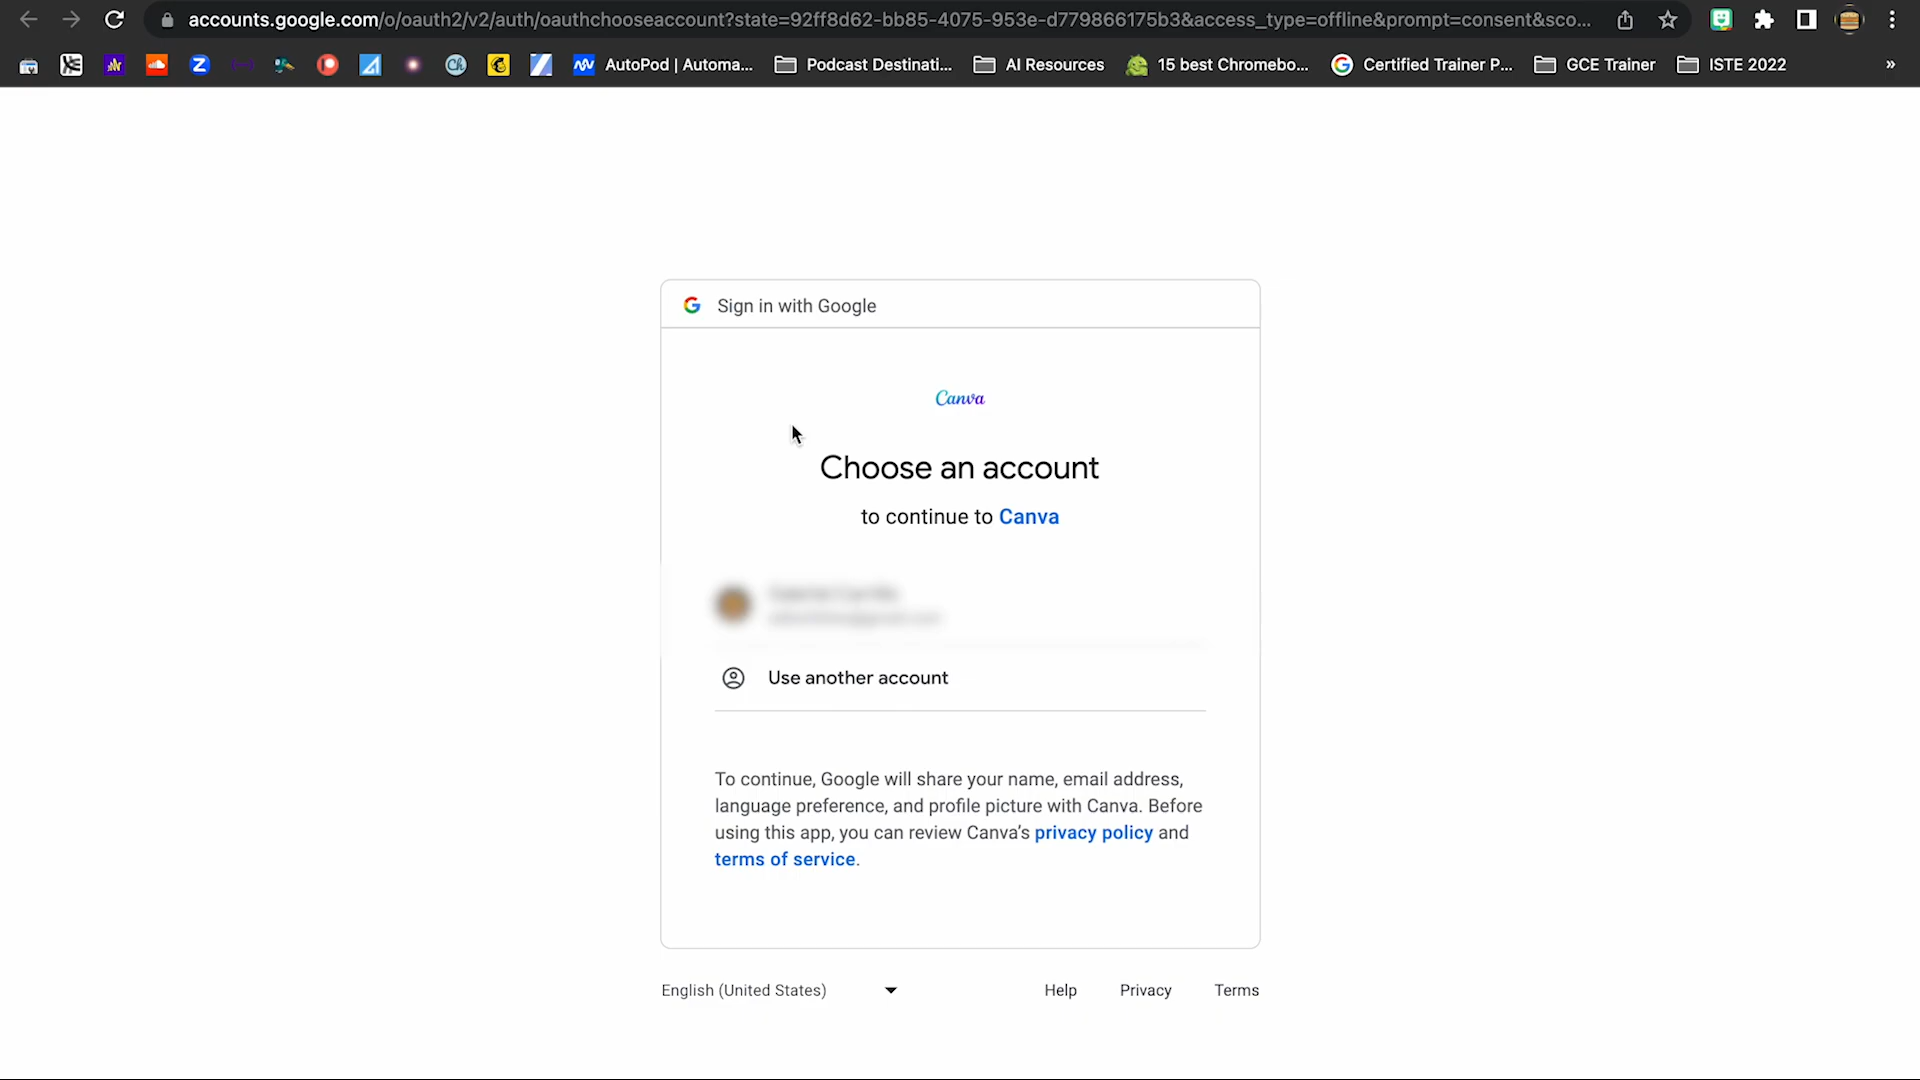 accounts.google.com/o/oauth2/v2/auth/oauthchooseaccount?state=92ff8d62-bb85-4075-953e-d779866175b3&access_type=offline&prompt=consent&sco...
AutoPod | Automa... Podcast Destinati... AI Resources 15 best Chromebo... Certified Trainer P... GCE Trainer ISTE 2022 »
Sign in with Google
Canva
Choose an account
to continue to Canva
Use another account
To continue, Google will share your name, email address,
language preference, and profile picture with Canva. Before
using this app, you can review Canva's privacy policy and
terms of service.
English (United States) Help Privacy Terms